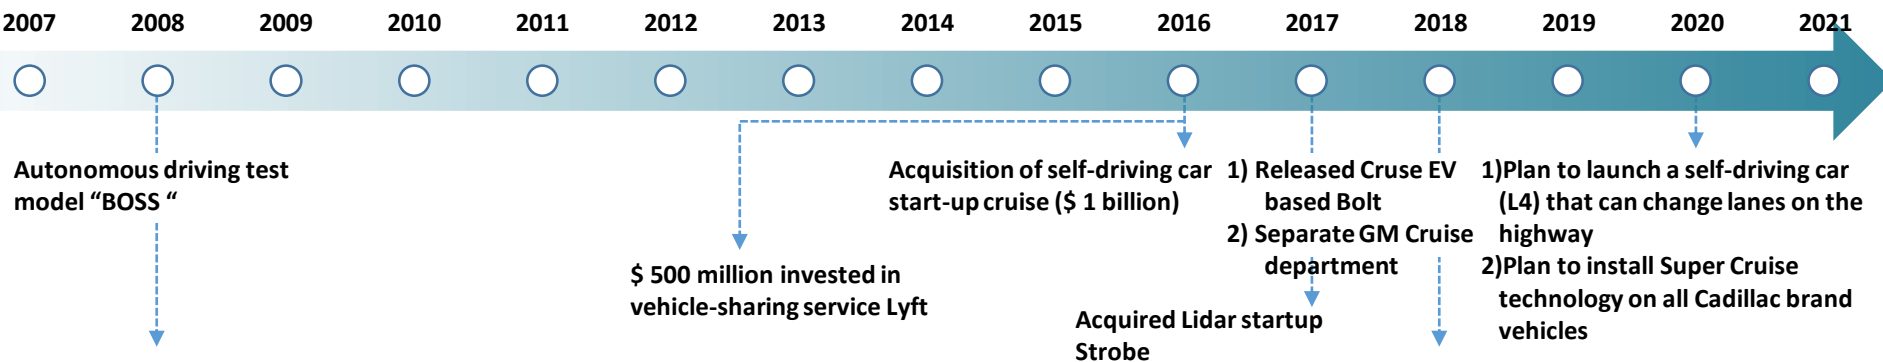 2007 2008 2009 2010 2011 2012 2013 2014 2015 2016 2017 2018 2019 2020 2021
Autonomous driving test
model “BOSS “
$ 500 million invested in
vehicle-sharing service Lyft
Acquisition of self-driving car
start-up cruise ($ 1 billion)
Acquired Lidar startup
Strobe
1) Released Cruse EV
based Bolt
2) Separate GM Cruise
department
1)Plan to launch a self-driving car
(L4) that can change lanes on the
highway
2)Plan to install Super Cruise
technology on all Cadillac brand
vehicles